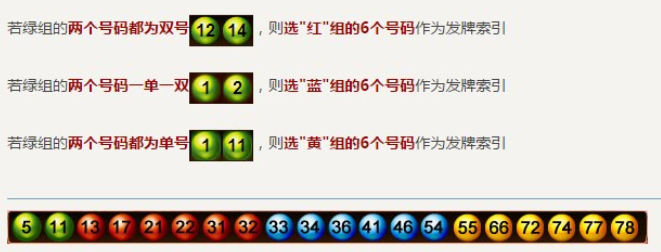 若绿组的两个号码都为双号 12 14 ，则选"红"组的6个号码作为发牌索引
若绿组的两个号码一单一双 1 2 ，则选"蓝"组的6个号码作为发牌索引
若绿组的两个号码都为单号 1 11 ，则选"黄"组的6个号码作为发牌索引
5 11 13 17 21 22 31 32 33 34 36 41 46 54 55 66 72 74 77 78